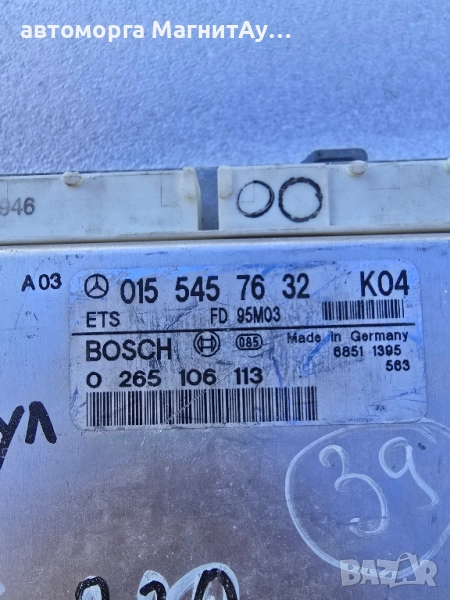 автоморга МагнитАу...
946
A03
015 545 76 32 K04
ETS FD 95M03
BOSCH 085 Made in Germany
6851 1395
0 265 106 113 563
39
BAZAR